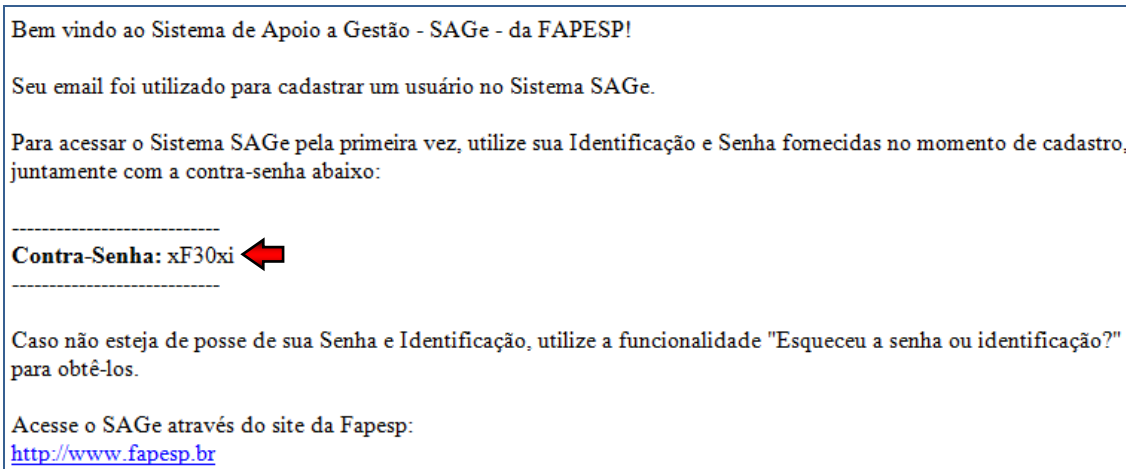 Bem vindo ao Sistema de Apoio a Gestão - SAGe - da FAPESP!
Seu email foi utilizado para cadastrar um usuário no Sistema SAGe.
Para acessar o Sistema SAGe pela primeira vez, utilize sua Identificação e Senha fornecidas no momento de cadastro,
juntamente com a contra-senha abaixo:
----------------------------
Contra-Senha: xF30xi
----------------------------
Caso não esteja de posse de sua Senha e Identificação, utilize a funcionalidade "Esqueceu a senha ou identificação?"
para obtê-los.
Acesse o SAGe através do site da Fapesp:
http://www.fapesp.br